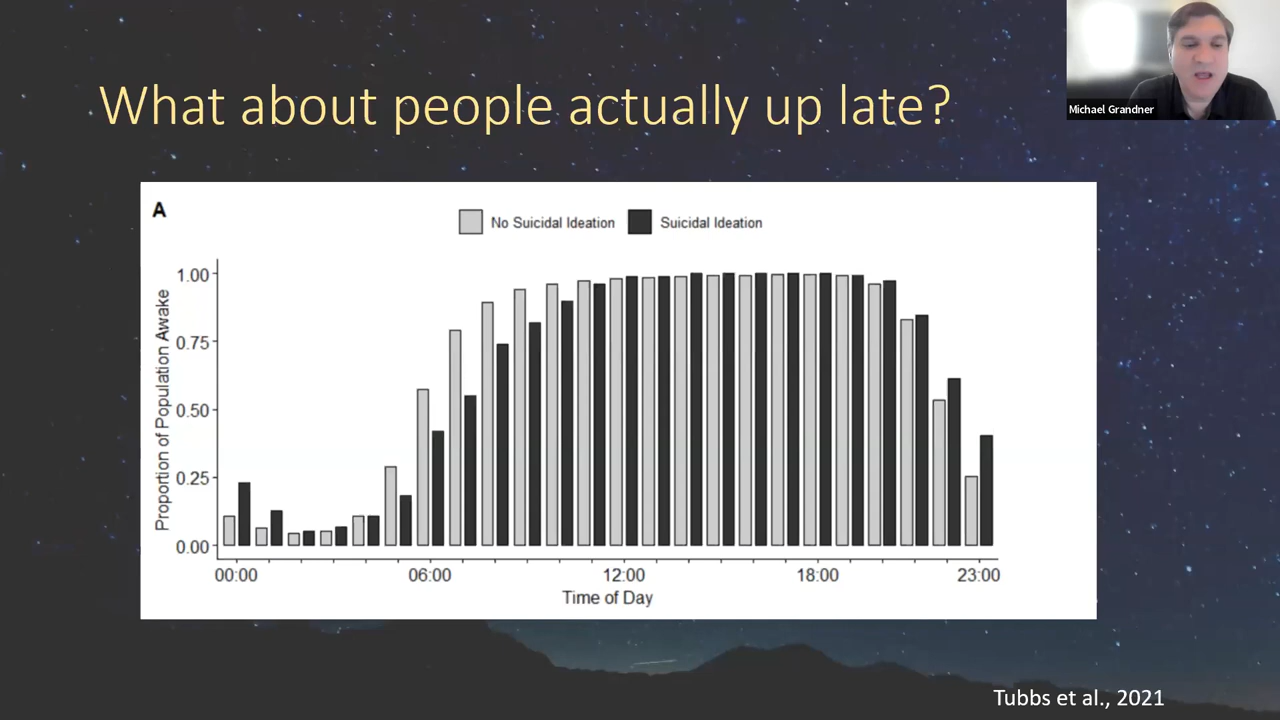 What about people actually up late?
Michael Grandner
A
No Suicidal Ideation
Suicidal Ideation
Proportion of Population Awake
1.00
0.75
0.50
0.25
0.00
00:00
06:00
12:00
18:00
23:00
Time of Day
Tubbs et al., 2021